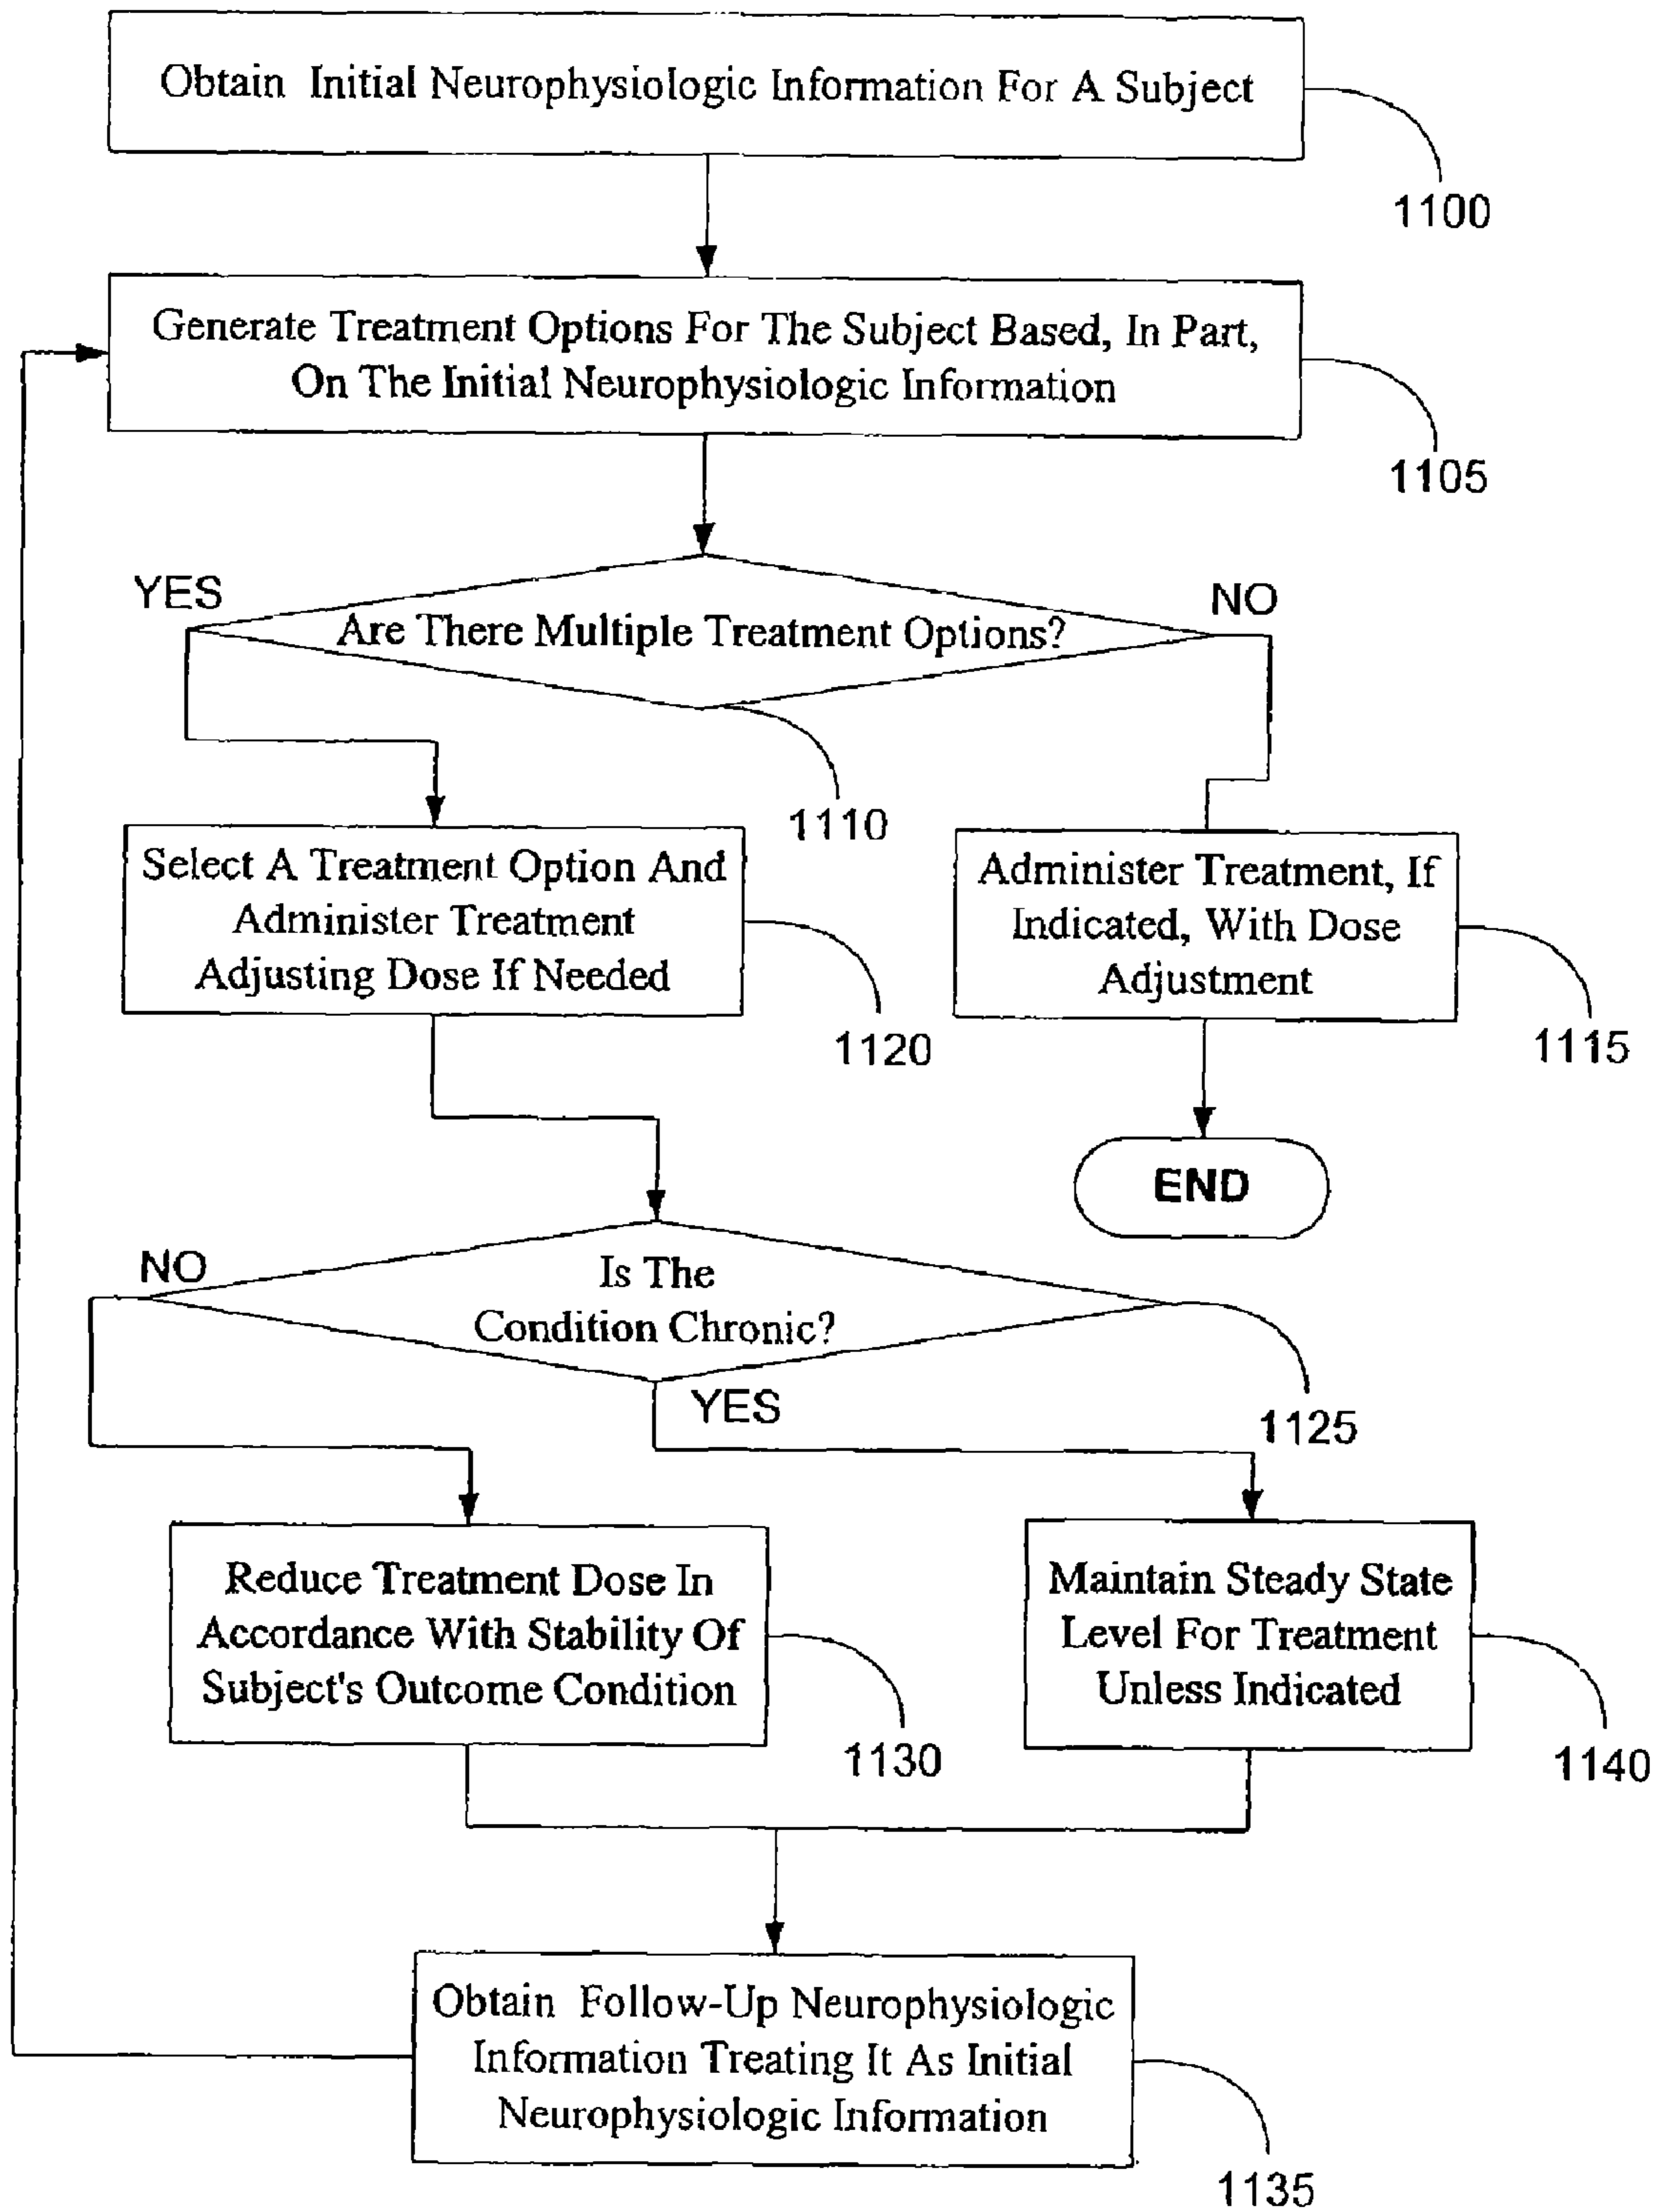 Obtain Initial Neurophysiologic Information For A Subject
1100
Generate Treatment Options For The Subject Based, In Part,
On The Initial Neurophysiologic Information
1105
YES
NO
Are There Multiple Treatment Options?
1110
Select A Treatment Option And
Administer Treatment
Adjusting Dose If Needed
1120
Administer Treatment, If
Indicated, With Dose
Adjustment
1115
END
NO
Is The
Condition Chronic?
YES
1125
Reduce Treatment Dose In
Accordance With Stability Of
Subject's Outcome Condition
1130
Maintain Steady State
Level For Treatment
Unless Indicated
1140
Obtain Follow-Up Neurophysiologic
Information Treating It As Initial
Neurophysiologic Information
1135